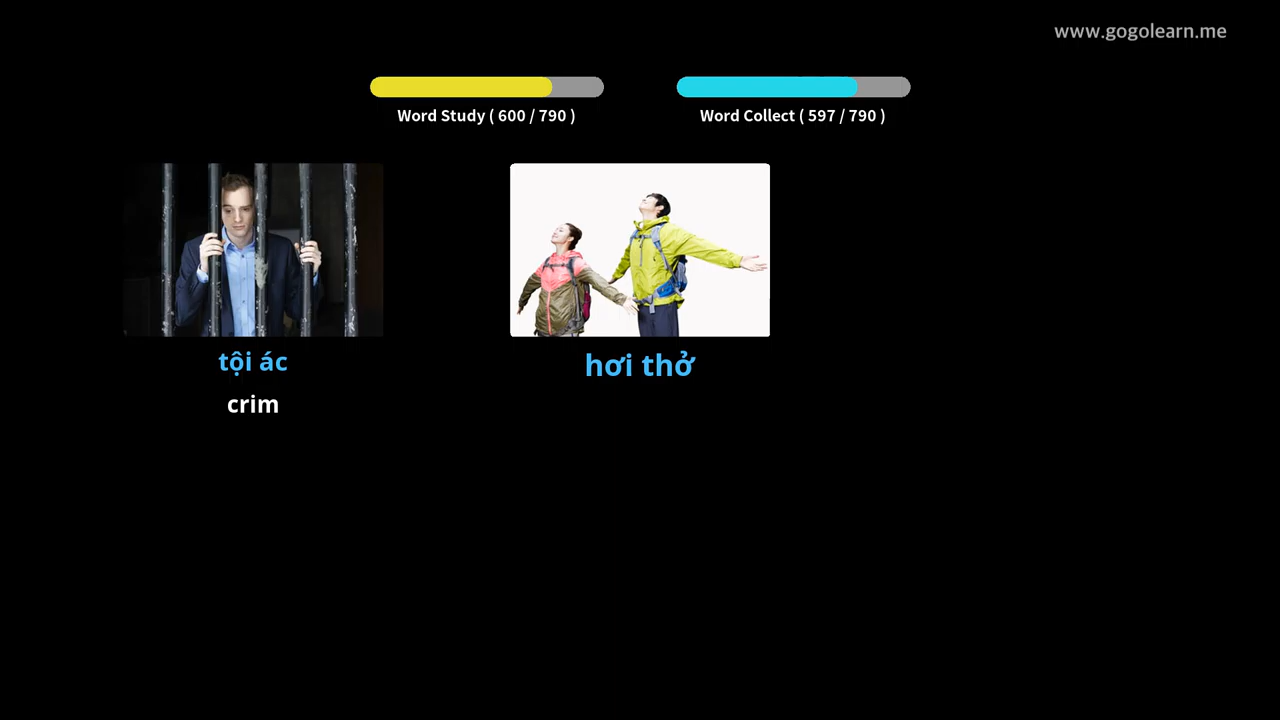 www.gogolearn.me
Word Study ( 600 / 790 )
Word Collect ( 597 / 790 )
tội ác
crim
hơi thở